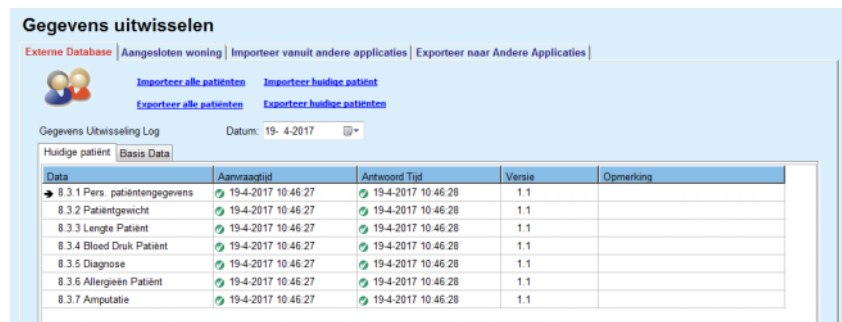 Gegevens uitwisselen
Externe Database Aangesloten woning Importeer vanuit andere applicaties Exporteer naar Andere Applicaties
Importeer alle patiënten Importeer huidige patiënt
Exporteer alle patiënten Exporteer huidige patiënten
Gegevens Uitwisseling Log Datum: 19- 4-2017
Huidige patiënt Basis Data
Data Aanvraagtijd Antwoord Tijd Versie Opmerking
8.3.1 Pers. patiëntengegevens 19-4-2017 10:46:27 19-4-2017 10:46:28 1.1
8.3.2 Patiëntgewicht 19-4-2017 10:46:27 19-4-2017 10:46:28 1.1
8.3.3 Lengte Patiënt 19-4-2017 10:46:27 19-4-2017 10:46:28 1.1
8.3.4 Bloed Druk Patiënt 19-4-2017 10:46:27 19-4-2017 10:46:28 1.1
8.3.5 Diagnose 19-4-2017 10:46:27 19-4-2017 10:46:28 1.1
8.3.6 Allergieën Patiënt 19-4-2017 10:46:27 19-4-2017 10:46:28 1.1
8.3.7 Amputatie 19-4-2017 10:46:27 19-4-2017 10:46:28 1.1